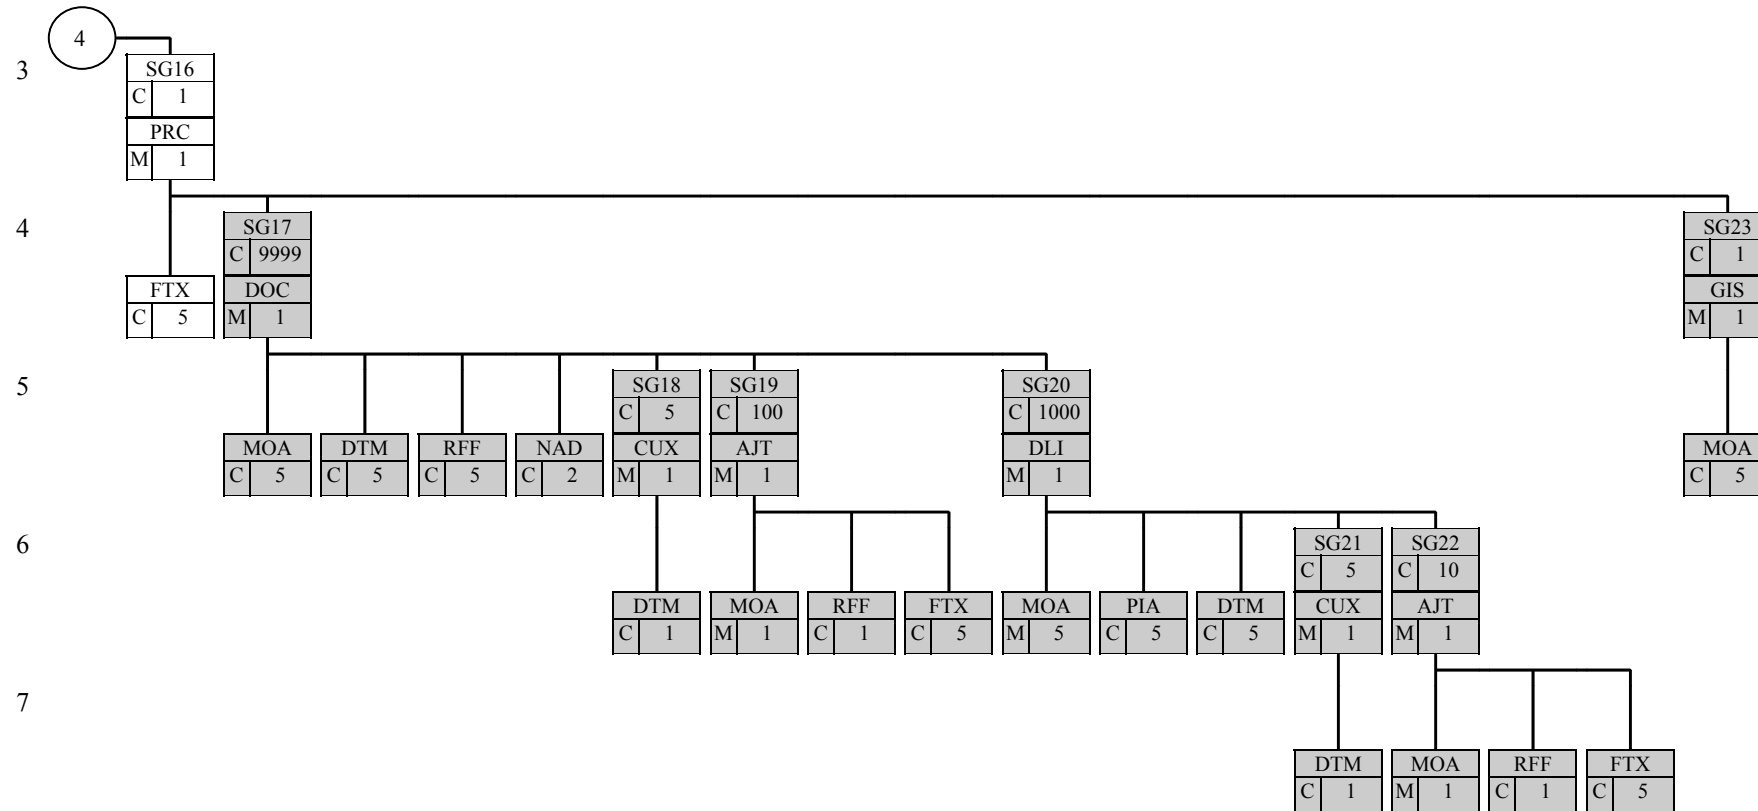 4
3
SG16
C 1
PRC
M 1
4
SG17 SG23
C 9999 C 1
FTX DOC GIS
C 5 M 1 M 1
5
SG18 SG19 SG20
C 5 C 100 C 1000
MOA DTM RFF NAD CUX AJT DLI MOA
C 5 C 5 C 5 C 2 M 1 M 1 M 1 C 5
6
SG21 SG22
C 5 C 10
DTM MOA RFF FTX MOA PIA DTM CUX AJT
C 1 M 1 C 1 C 5 M 5 C 5 C 5 M 1 M 1
7
DTM MOA RFF FTX
C 1 M 1 C 1 C 5